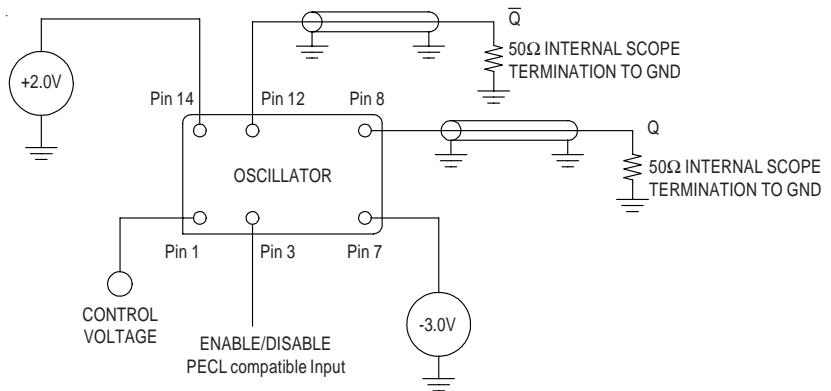 Q̅
50Ω INTERNAL SCOPE
TERMINATION TO GND
+2.0V
Pin 14
Pin 12
Pin 8
Q
50Ω INTERNAL SCOPE
TERMINATION TO GND
OSCILLATOR
Pin 1
Pin 3
Pin 7
CONTROL
VOLTAGE
-3.0V
ENABLE/DISABLE
PECL compatible Input